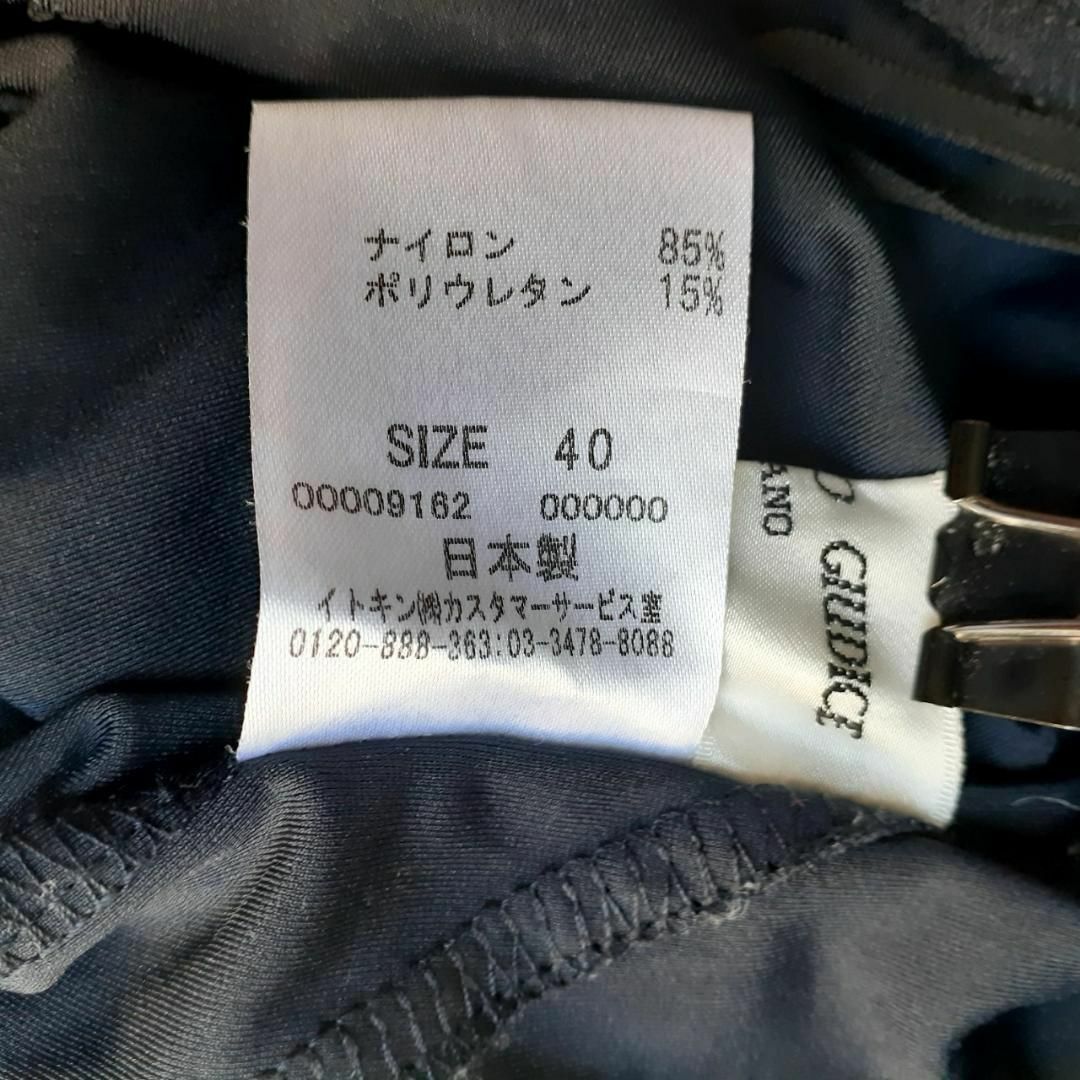 ナイロン 85%
ポリウレタン 15%
SIZE 40
00009162 000000
日本製
イトキン㈱カスタマーサービス室
0120-888-363:03-3478-8088
GIUDICE